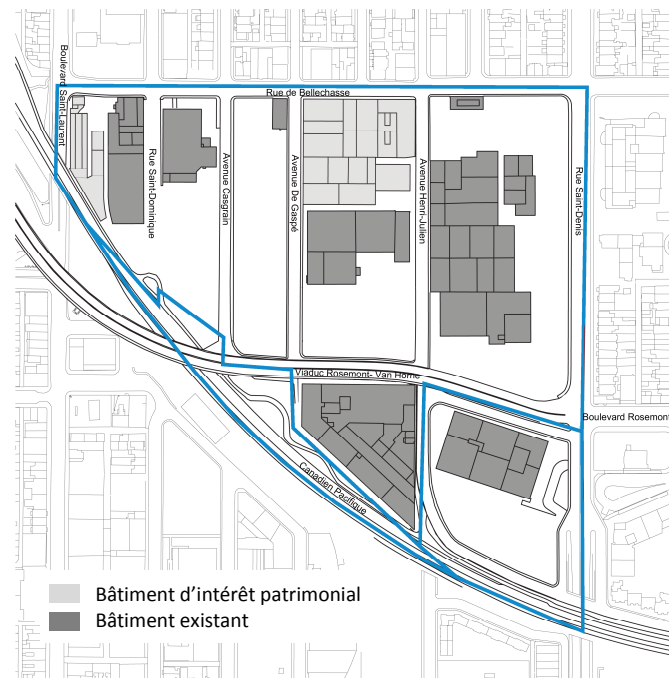 Rue de Bellechasse
Boulevard Saint-Laurent
Rue Saint-Dominique
Avenue Casgrain
Avenue De Gaspé
Avenue Henri-Julien
Rue Saint-Denis
Viaduc Rosemont- Van Horne
Boulevard Rosemont
Canadien Pacifique
Bâtiment d'intérêt patrimonial
Bâtiment existant